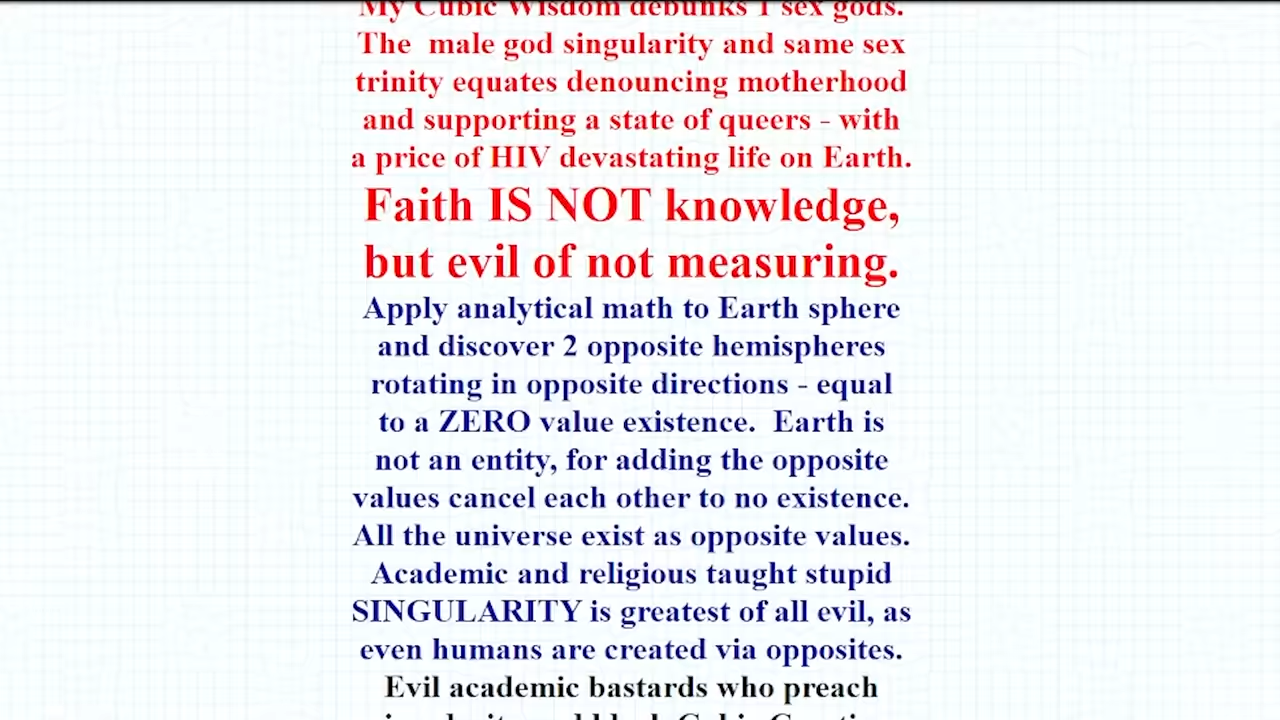 My Cubic Wisdom debunks 1 sex gods.
The male god singularity and same sex
trinity equates denouncing motherhood
and supporting a state of queers - with
a price of HIV devastating life on Earth.
Faith IS NOT knowledge,
but evil of not measuring.
Apply analytical math to Earth sphere
and discover 2 opposite hemispheres
rotating in opposite directions - equal
to a ZERO value existence. Earth is
not an entity, for adding the opposite
values cancel each other to no existence.
All the universe exist as opposite values.
Academic and religious taught stupid
SINGULARITY is greatest of all evil, as
even humans are created via opposites.
Evil academic bastards who preach